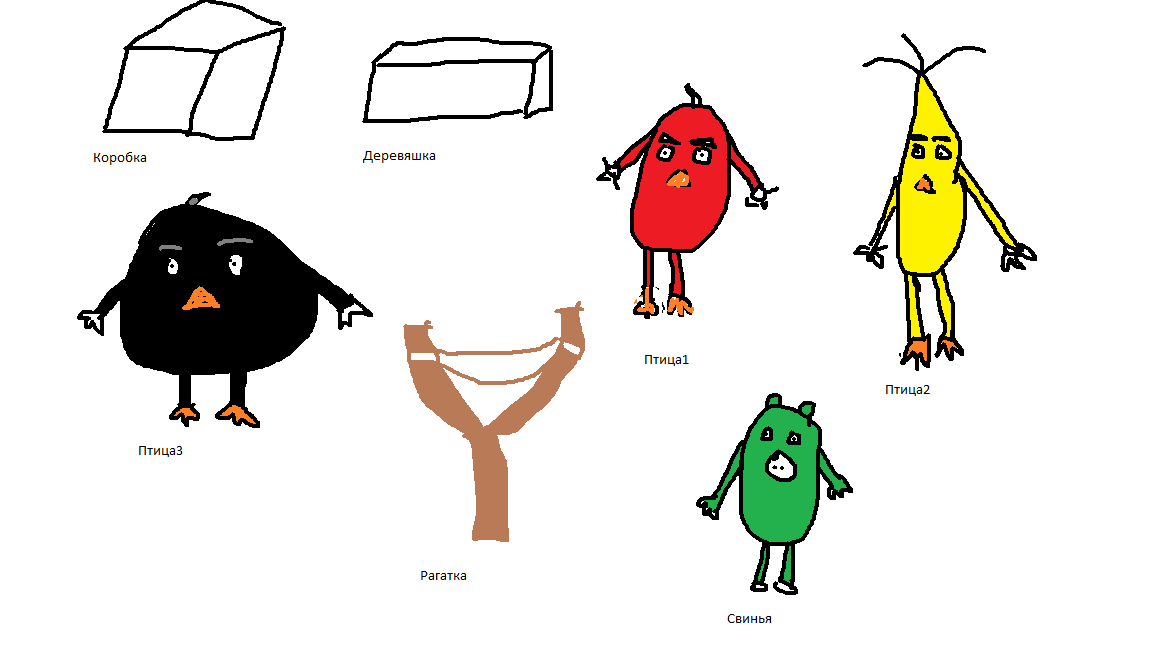 Коробка
Деревяшка
Птица1
Птица2
Птица3
Рагатка
Свинья